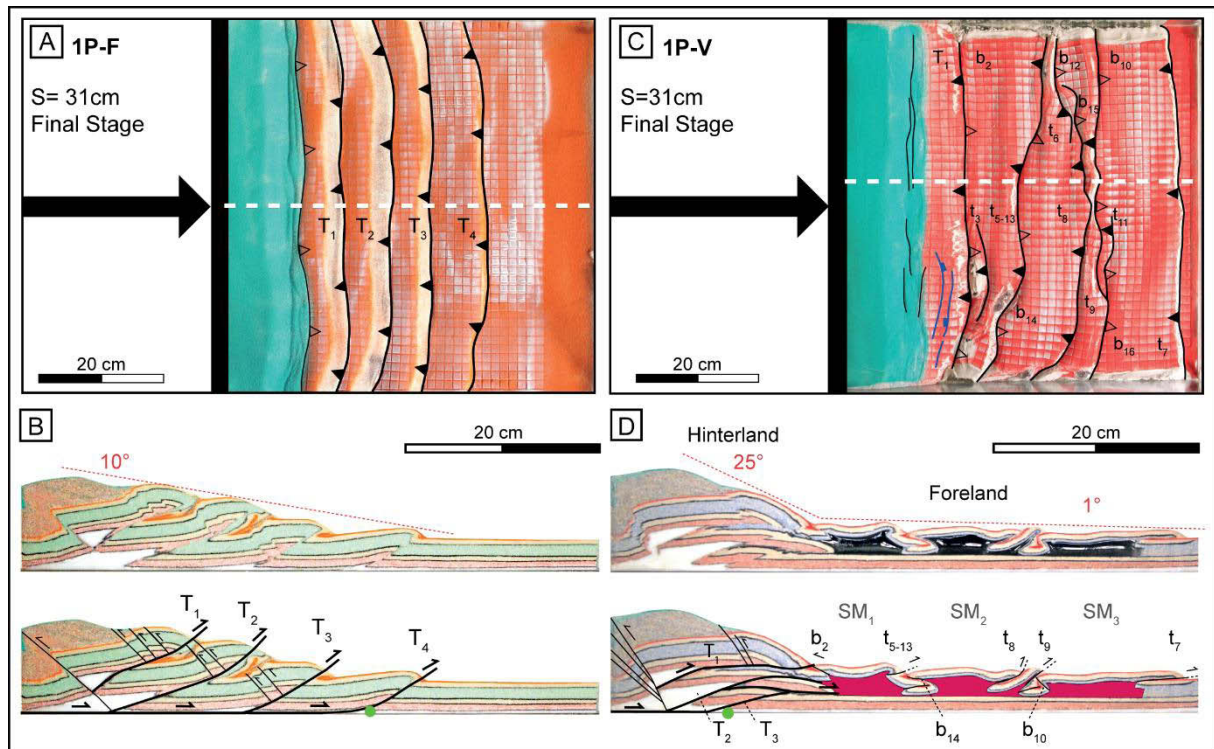 A 1P-F
S= 31cm
Final Stage
20 cm
T₁ T₂ T₃ T₄
C 1P-V
S=31cm
Final Stage
20 cm
T₁ b₂ b₁₂ b₁₀
b₁₅
t₆
t₃ t₅₋₁₃ t₈ t₁₁
t₉
b₁₄
b₁₆ t₇
B
20 cm
10°
T₁ T₂ T₃ T₄
D
Hinterland
20 cm
25°
Foreland
1°
SM₁ SM₂ SM₃
b₂ t₅₋₁₃ t₈ t₉ t₇
T₁
b₁₄ b₁₀
T₂ T₃